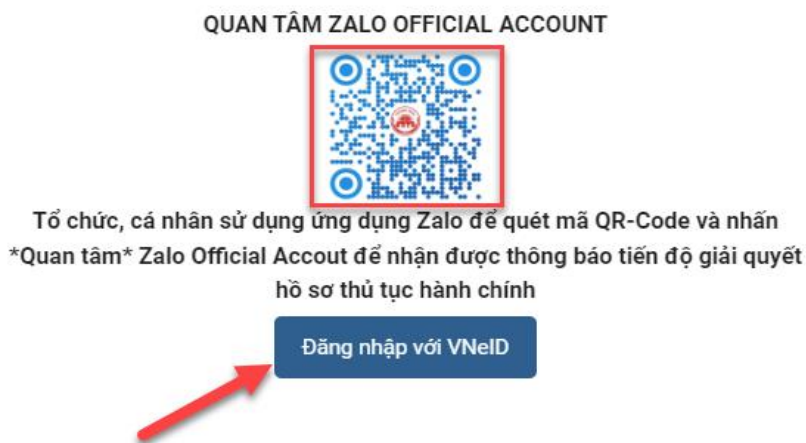 QUAN TÂM ZALO OFFICIAL ACCOUNT
Tổ chức, cá nhân sử dụng ứng dụng Zalo để quét mã QR-Code và nhấn
*Quan tâm* Zalo Official Accout để nhận được thông báo tiến độ giải quyết
hồ sơ thủ tục hành chính
Đăng nhập với VNeID